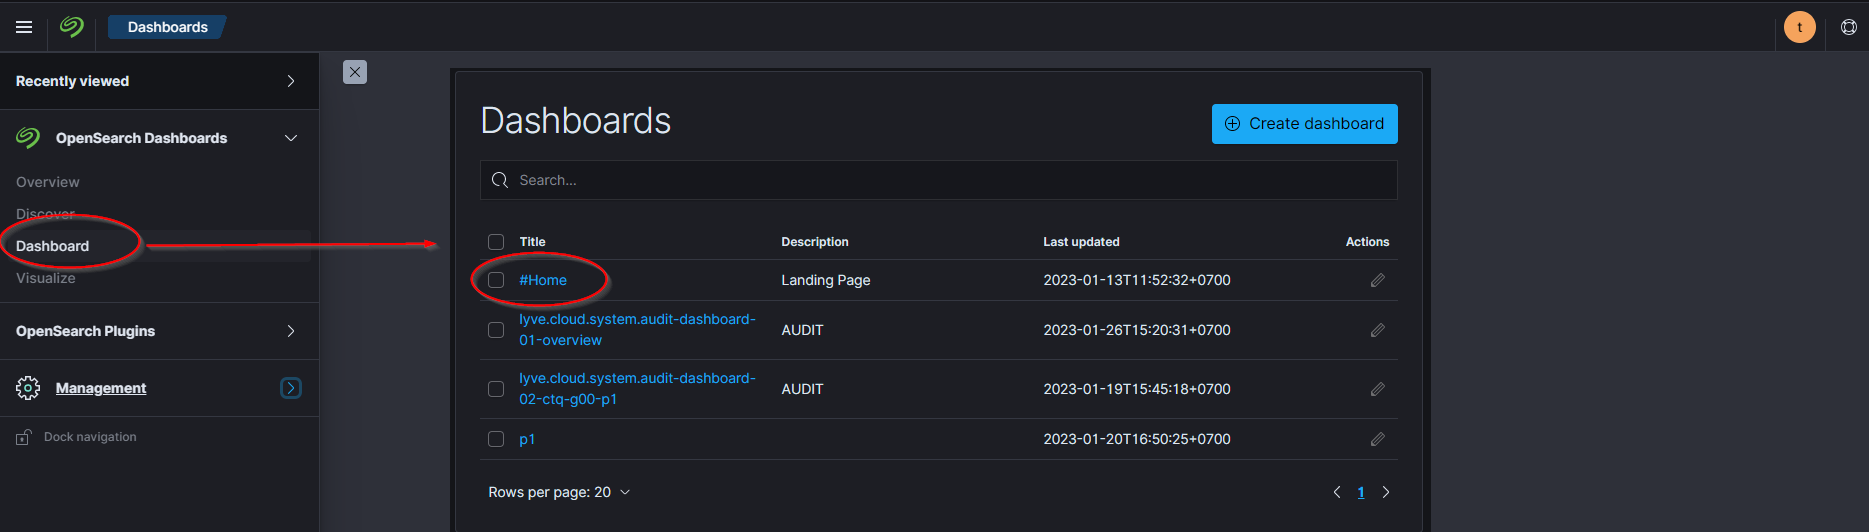 Dashboards
t
Recently viewed
OpenSearch Dashboards
Overview
Discover
Dashboard
Visualize
OpenSearch Plugins
Management
Dock navigation
Dashboards
Create dashboard
Search...
Title Description Last updated Actions
#Home Landing Page 2023-01-13T11:52:32+0700
lyve.cloud.system.audit-dashboard-
01-overview AUDIT 2023-01-26T15:20:31+0700
lyve.cloud.system.audit-dashboard-
02-ctq-g00-p1 AUDIT 2023-01-19T15:45:18+0700
p1 2023-01-20T16:50:25+0700
Rows per page: 20 1